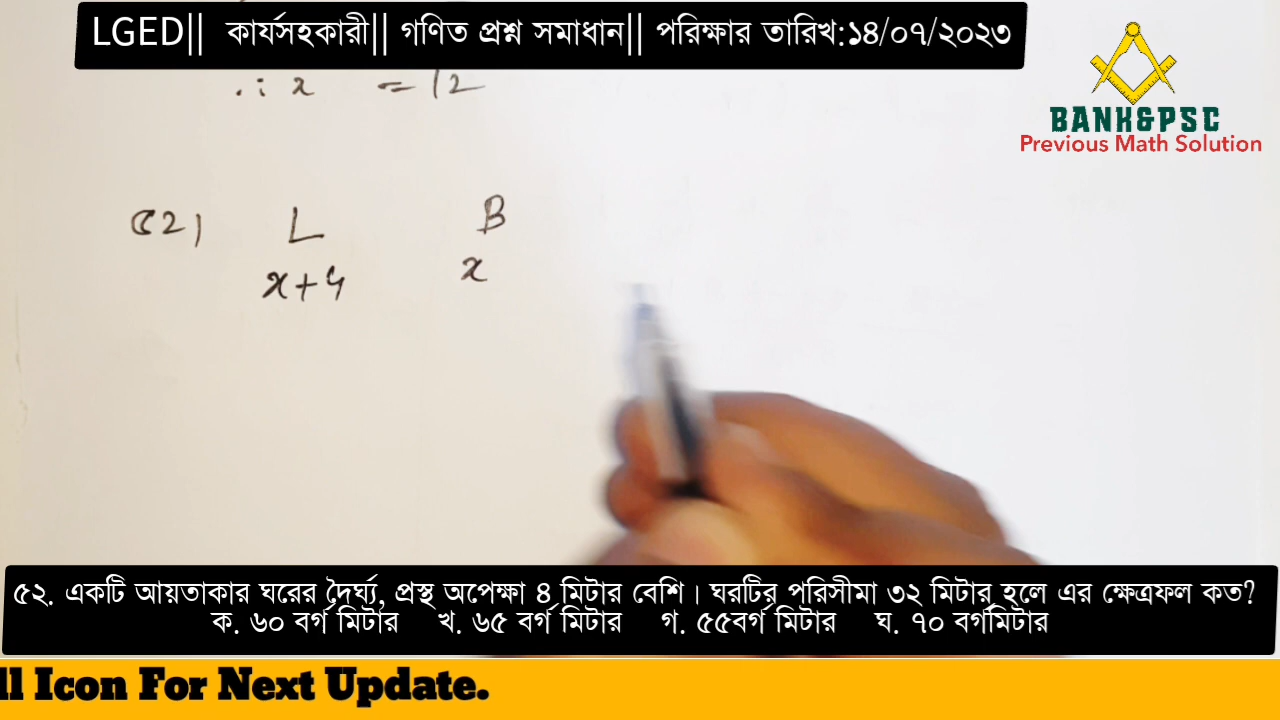 LGED|| কার্যসহকারী|| গণিত প্রশ্ন সমাধান|| পরিক্ষার তারিখ:১৪/০৭/২০২৩
BANK&PSC
Previous Math Solution
∴ x = 12
৫২) L B
x+4 x
৫২. একটি আয়তাকার ঘরের দৈর্ঘ্য, প্রস্থ অপেক্ষা ৪ মিটার বেশি। ঘরটির পরিসীমা ৩২ মিটার হলে এর ক্ষেত্রফল কত?
ক. ৬০ বর্গ মিটার খ. ৬৫ বর্গ মিটার গ. ৫৫বর্গ মিটার ঘ. ৭০ বর্গমিটার
ll Icon For Next Update.